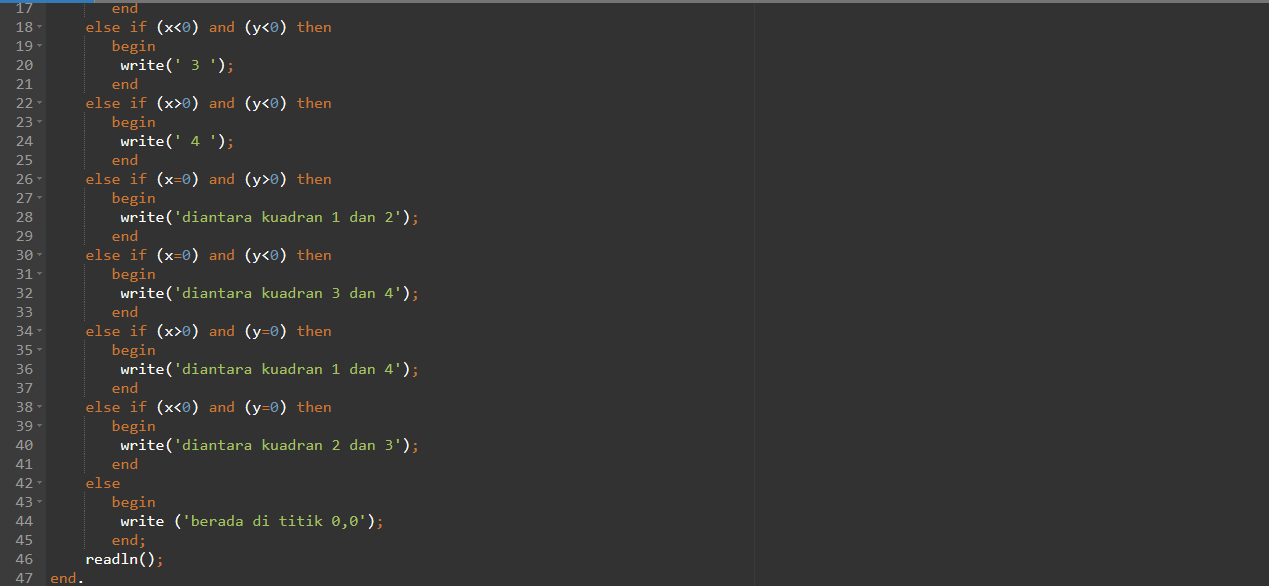 17 end
18 else if (x<0) and (y<0) then
19 begin
20 write(' 3 ');
21 end
22 else if (x>0) and (y<0) then
23 begin
24 write(' 4 ');
25 end
26 else if (x=0) and (y>0) then
27 begin
28 write('diantara kuadran 1 dan 2');
29 end
30 else if (x=0) and (y<0) then
31 begin
32 write('diantara kuadran 3 dan 4');
33 end
34 else if (x>0) and (y=0) then
35 begin
36 write('diantara kuadran 1 dan 4');
37 end
38 else if (x<0) and (y=0) then
39 begin
40 write('diantara kuadran 2 dan 3');
41 end
42 else
43 begin
44 write ('berada di titik 0,0');
45 end;
46 readln();
47 end.